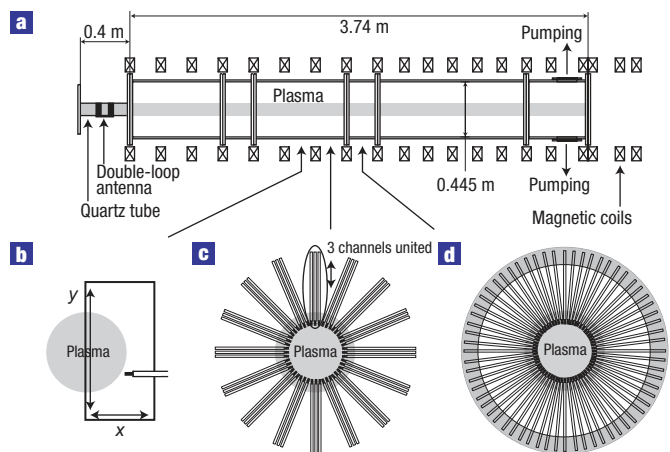 a
3.74 m
0.4 m
Pumping
Plasma
Double-loop
antenna
Quartz tube
0.445 m
Pumping
Magnetic coils
b
y
Plasma
x
c
3 channels united
Plasma
d
Plasma